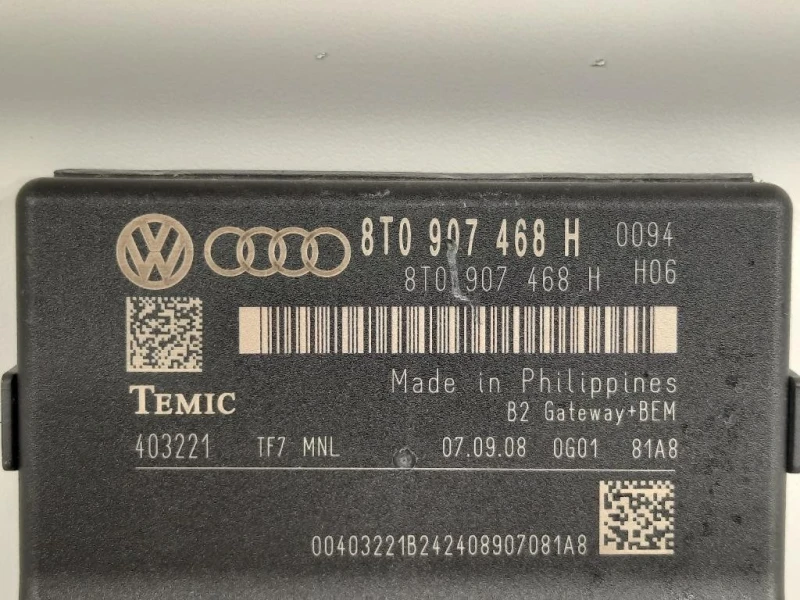 8T0 907 468 H 0094
8T0 907 468 H H06
Made in Philippines
TEMIC B2 Gateway+BEM
403221 TF7 MNL 07.09.08 0G01 81A8
00403221B242408907081A8